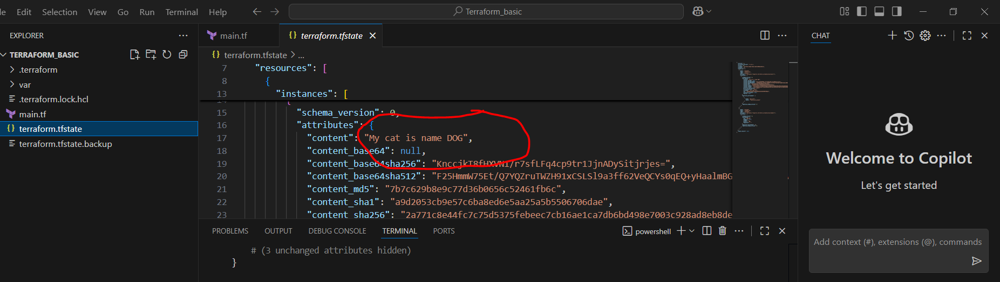 le Edit Selection View Go Run Terminal Help
Terraform_basic
EXPLORER
TERRAFORM_BASIC
.terraform
var
.terraform.lock.hcl
main.tf
{} terraform.tfstate
terraform.tfstate.backup
main.tf
{} terraform.tfstate
{} terraform.tfstate > ...
7 "resources": [
8 {
13 "instances": [
15 "schema_version": 0,
16 "attributes": {
17 "content": "My cat is name DOG",
18 "content_base64": null,
19 "content_base64sha256":
20 "content_base64sha512": "F25HmmW75Et/Q7YQZruTWZH91xCSLSl9a3ff62VeQCYs0qEQ+yHaalmBG
21 "content_md5": "7b7c629b8e9c77d36b0656c52461fb6c",
22 "content_sha1": "a9d2053cb9e57c6ba8ed6e5aa25a5b5506706dae",
23 "content_sha256": "2a771c8e44fc7c75d5375febeec7cb16ae1ca7db6bd498e7003c928ad8eb8de
PROBLEMS OUTPUT DEBUG CONSOLE TERMINAL PORTS
powershell
# (3 unchanged attributes hidden)
}
CHAT
Welcome to Copilot
Let's get started
Add context (#), extensions (@), commands